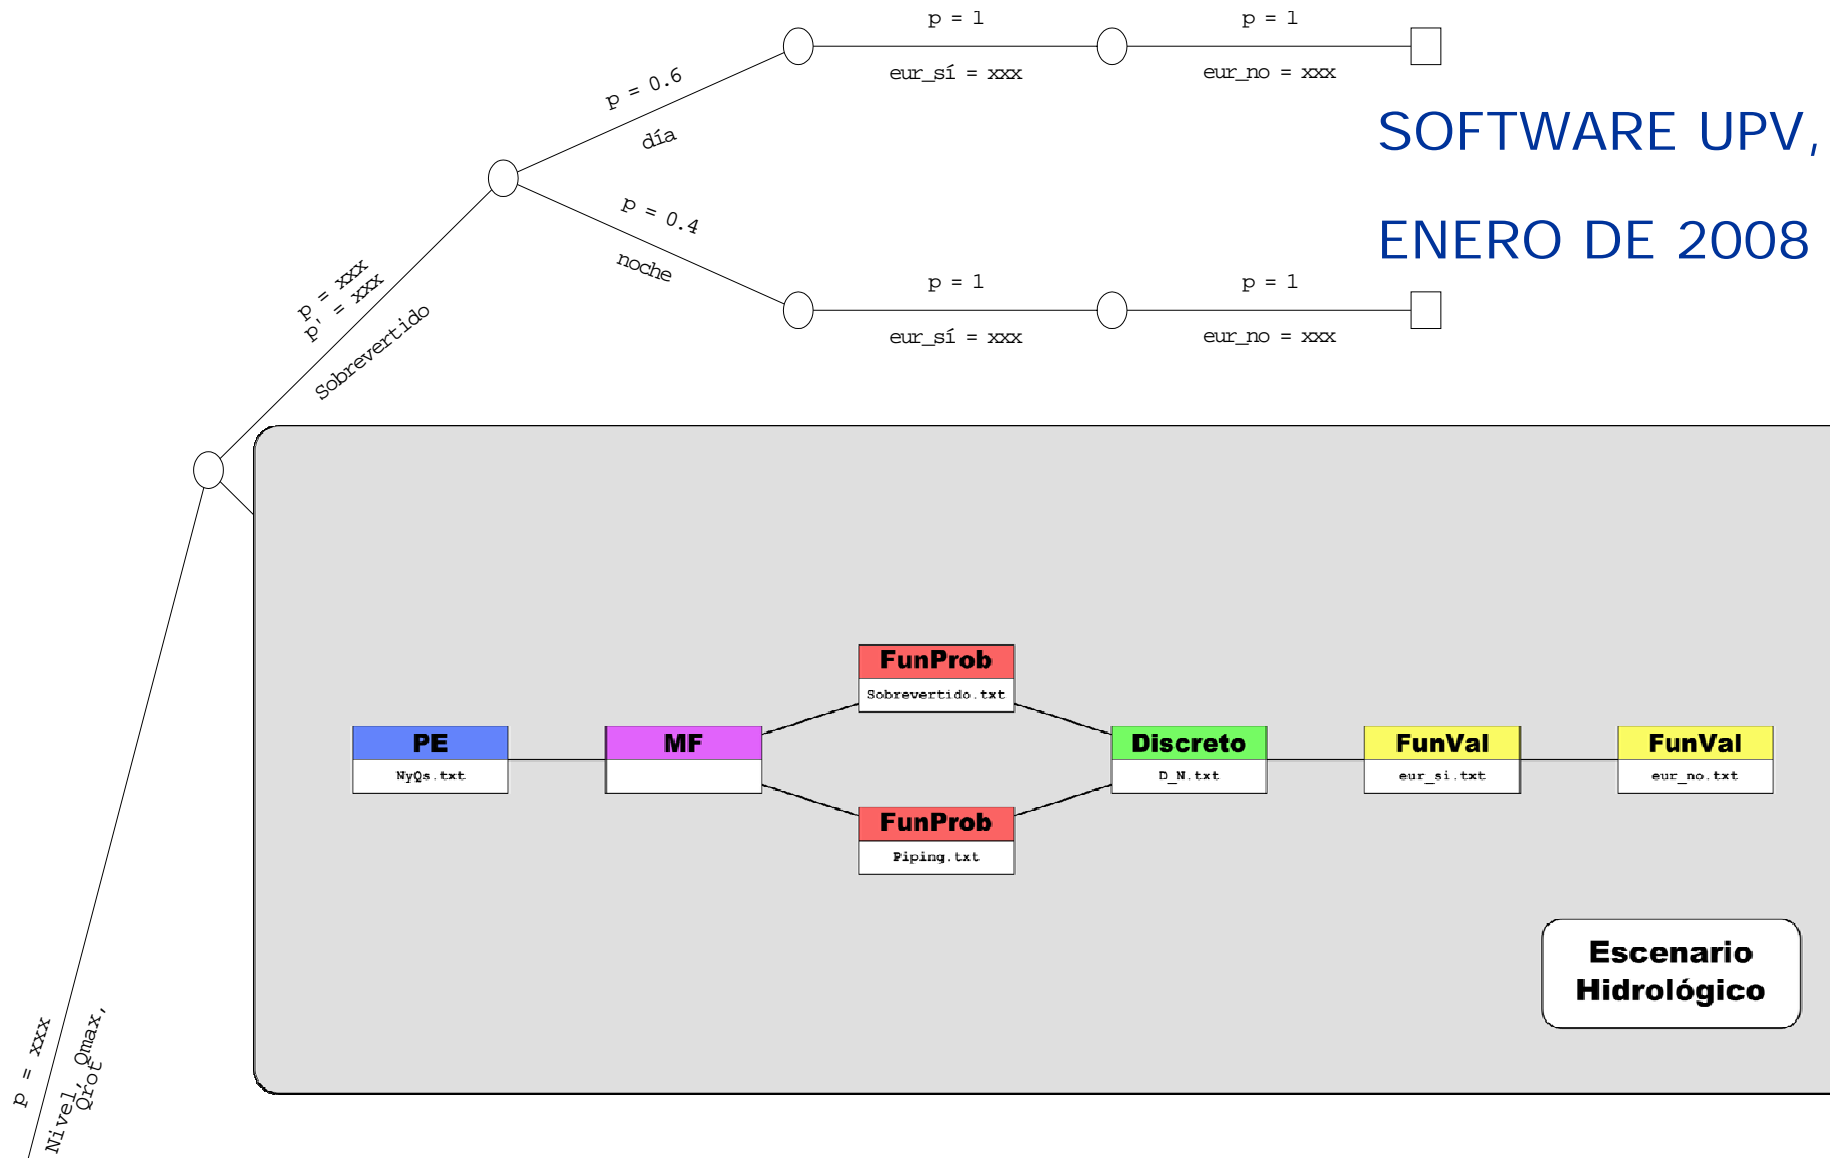 p = 1
p = 1
eur_sí = xxx
eur_no = xxx
p = 0.6
día
SOFTWARE UPV,
ENERO DE 2008
p = 0.4
noche
p = 1
p = 1
eur_sí = xxx
eur_no = xxx
p = xxx
p' = xxx
Sobrevertido
FunProb
Sobrevertido.txt
PE
NyQs.txt
MF
Discreto
D_N.txt
FunVal
eur_si.txt
FunVal
eur_no.txt
FunProb
Piping.txt
Escenario
Hidrológico
p = xxx
Nivel, Qmax,
Qrot